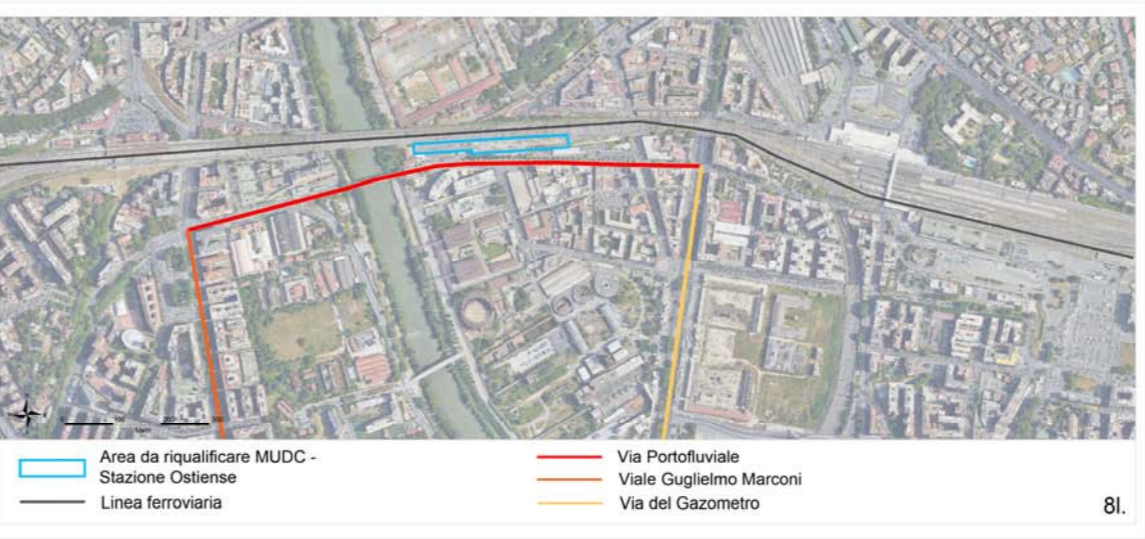 Area da riqualificare MUDC -
Stazione Ostiense
Linea ferroviaria
Via Portofluviale
Viale Guglielmo Marconi
Via del Gazometro
8l.